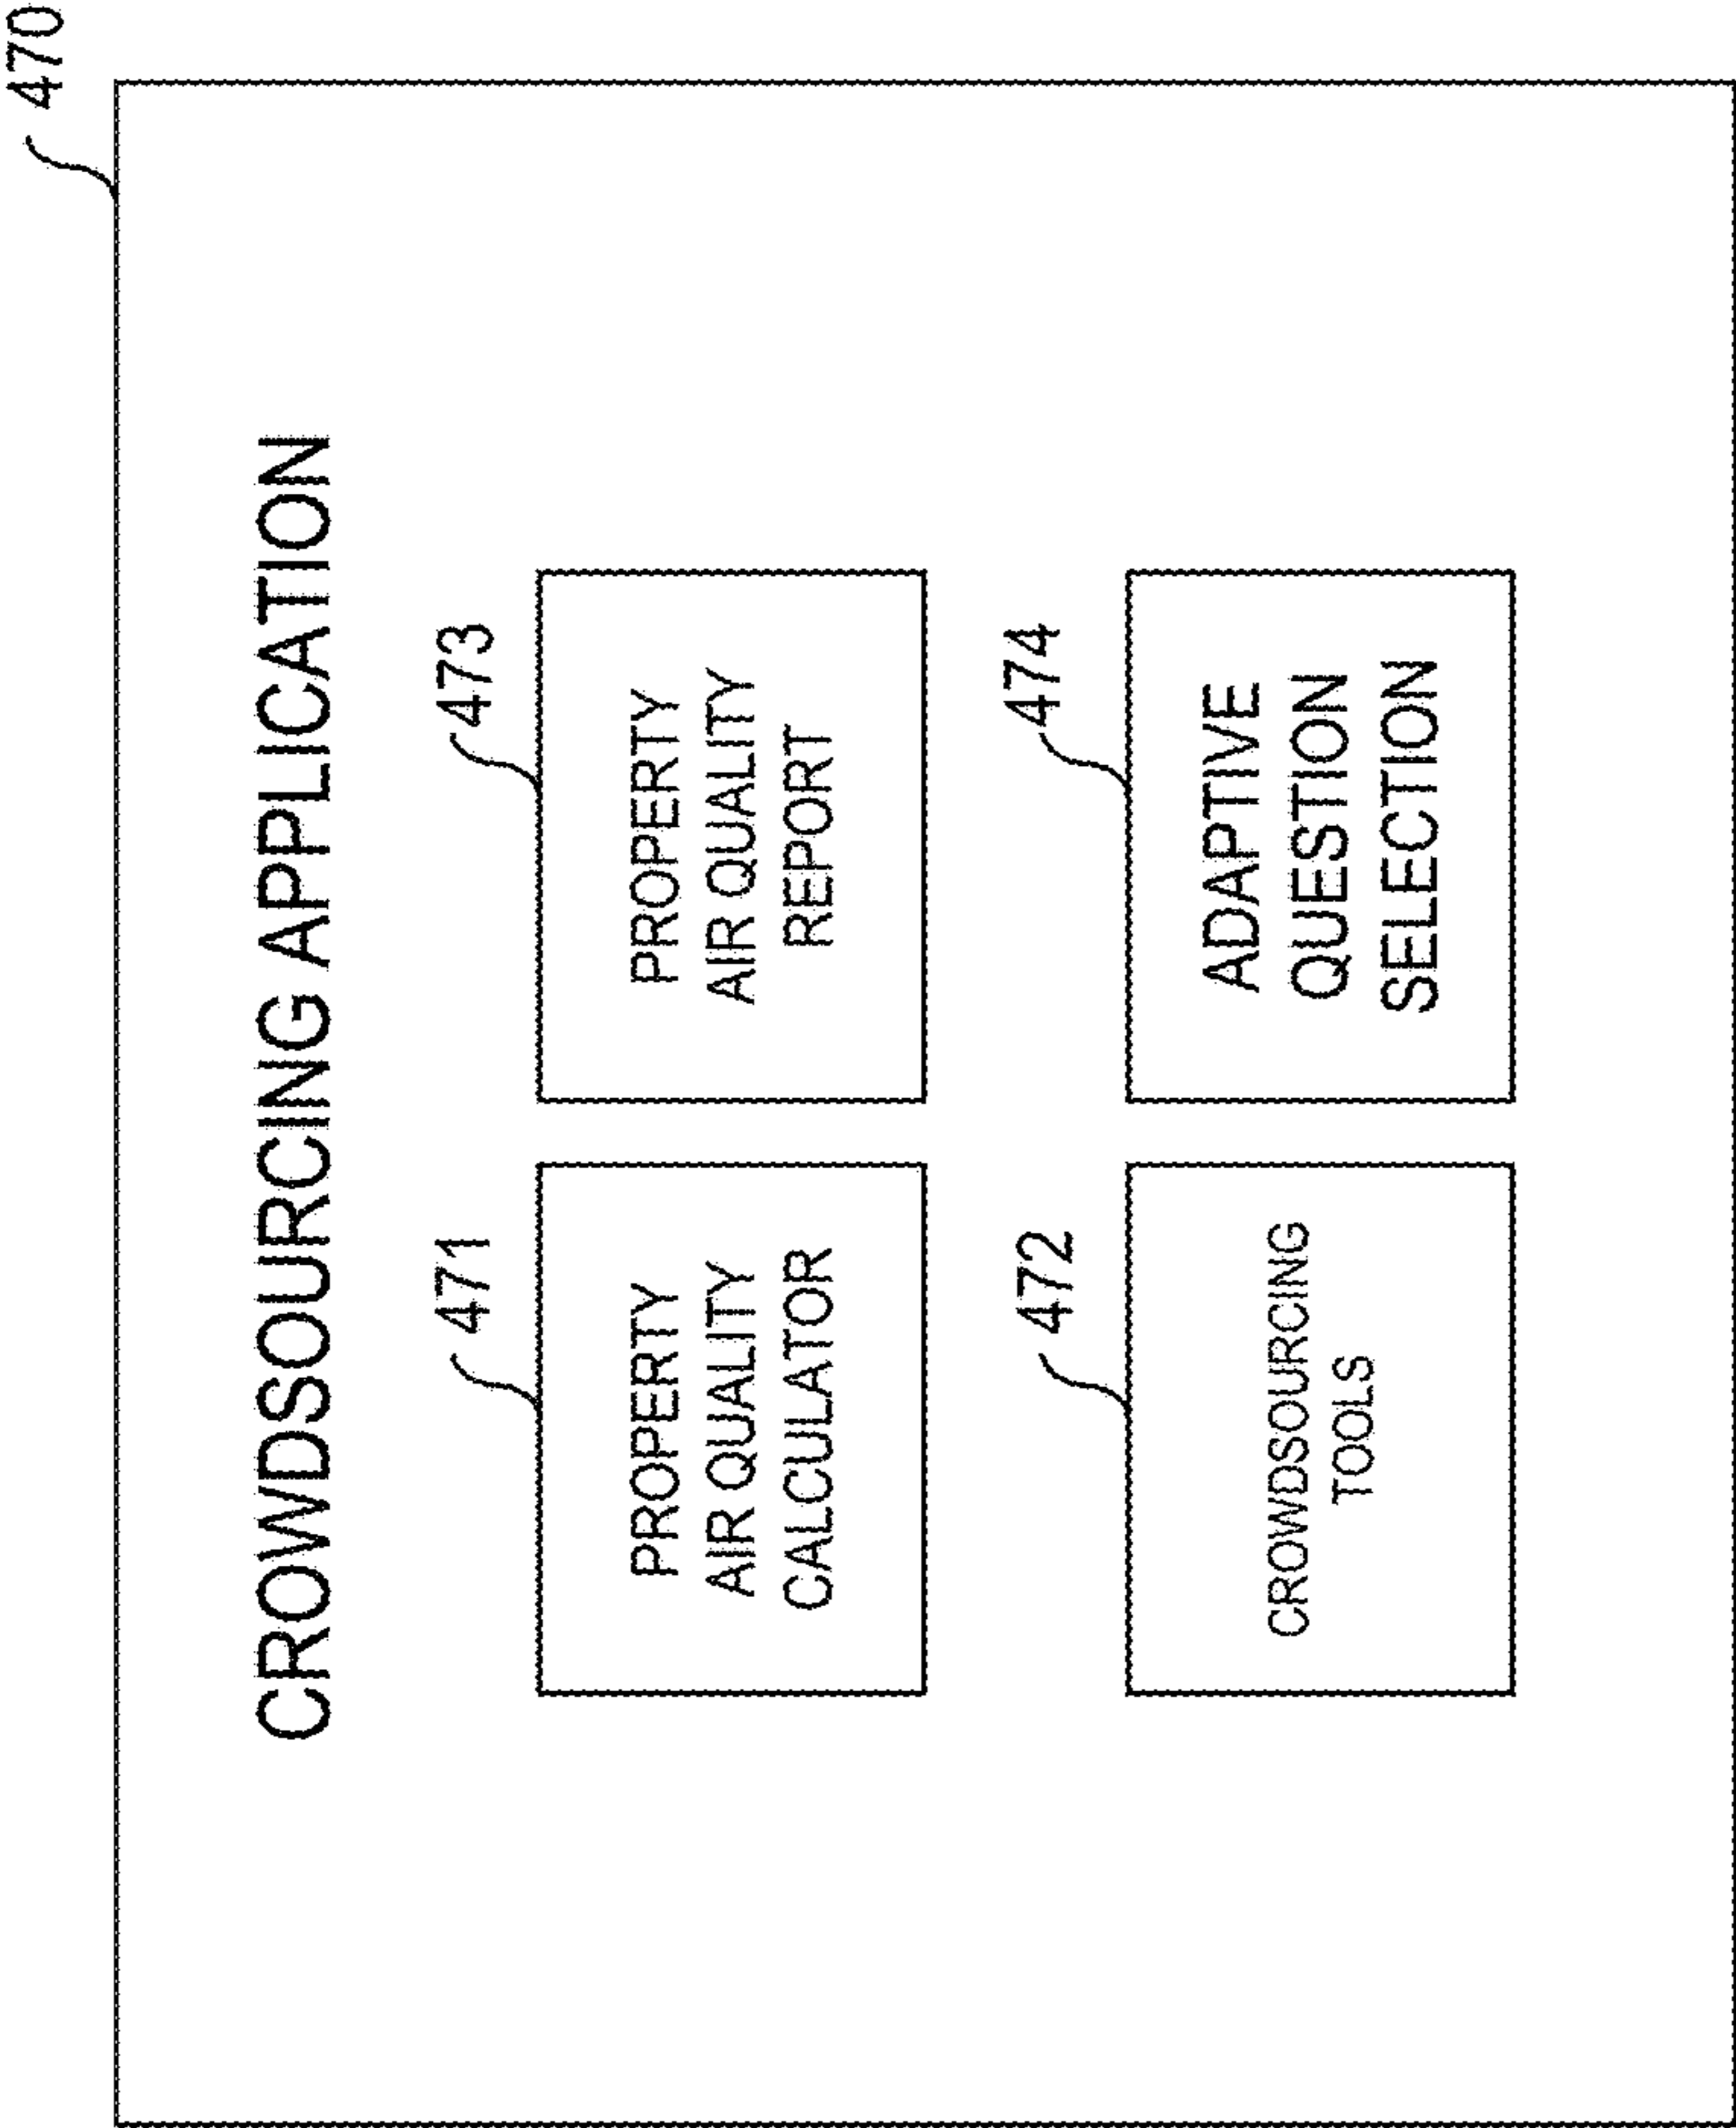 470
CROWDSOURCING APPLICATION
471
PROPERTY
AIR QUALITY
CALCULATOR
473
PROPERTY
AIR QUALITY
REPORT
472
CROWDSOURCING
TOOLS
474
ADAPTIVE
QUESTION
SELECTION